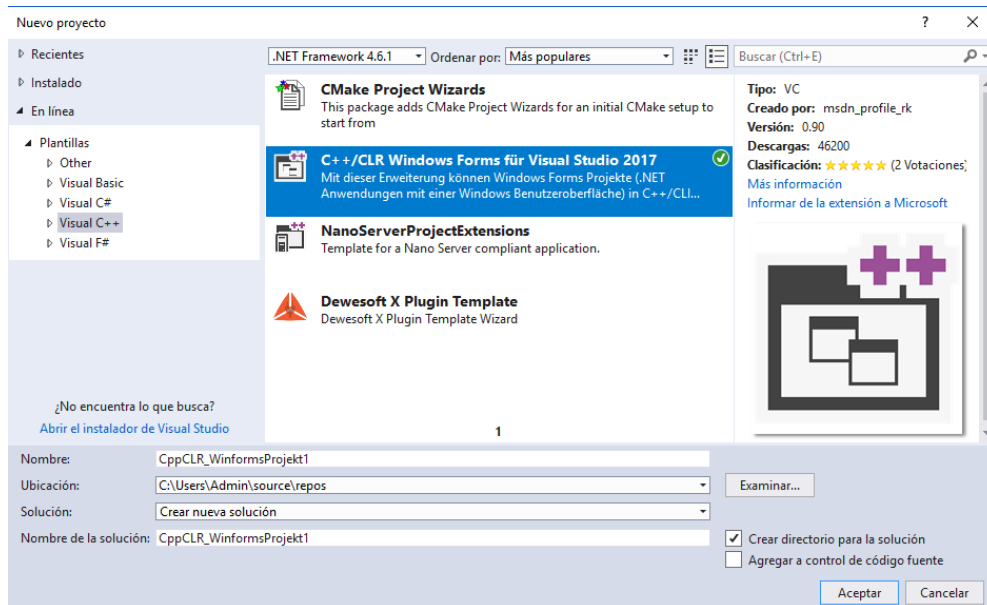 Nuevo proyecto
?
Recientes
Instalado
En línea
Plantillas
Other
Visual Basic
Visual C#
Visual C++
Visual F#
¿No encuentra lo que busca?
Abrir el instalador de Visual Studio
.NET Framework 4.6.1 Ordenar por: Más populares
Buscar (Ctrl+E)
CMake Project Wizards
This package adds CMake Project Wizards for an initial CMake setup to
start from
C++/CLR Windows Forms für Visual Studio 2017
Mit dieser Erweiterung können Windows Forms Projekte (.NET
Anwendungen mit einer Windows Benutzeroberfläche) in C++/CLI...
NanoServerProjectExtensions
Template for a Nano Server compliant application.
Dewesoft X Plugin Template
Dewesoft X Plugin Template Wizard
1
Tipo: VC
Creado por: msdn_profile_rk
Versión: 0.90
Descargas: 46200
Clasificación: (2 Votaciones)
Más información
Informar de la extensión a Microsoft
Nombre: CppCLR_WinformsProjekt1
Ubicación: C:\Users\Admin\source\repos
Examinar...
Solución: Crear nueva solución
Nombre de la solución: CppCLR_WinformsProjekt1
Crear directorio para la solución
Agregar a control de código fuente
Aceptar Cancelar